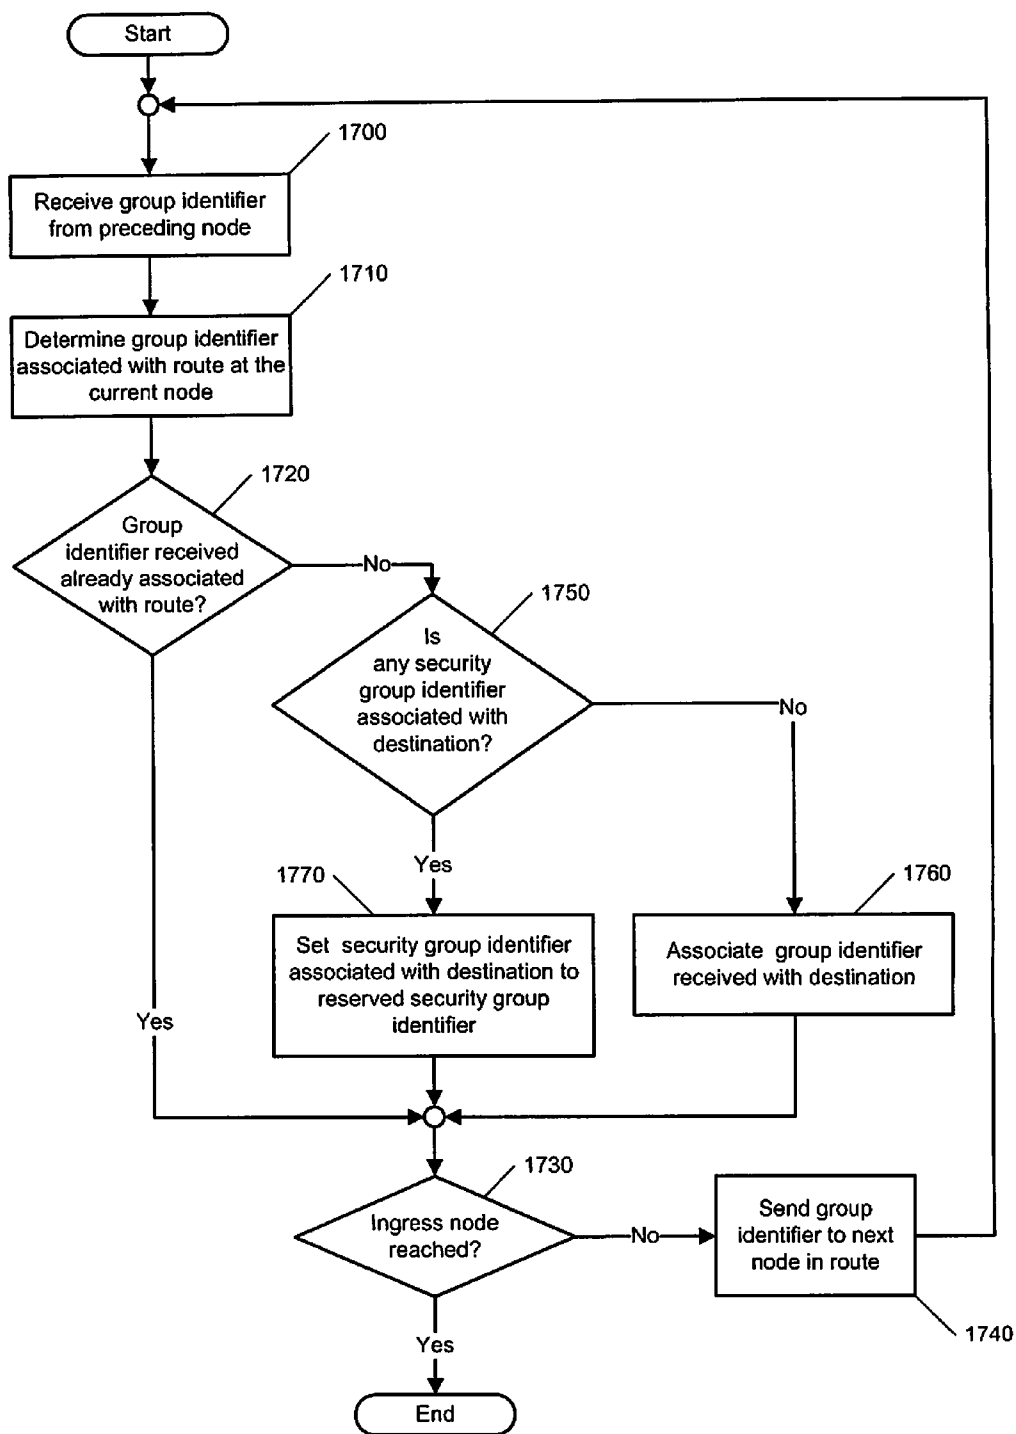 Start
1700
Receive group identifier
from preceding node
1710
Determine group identifier
associated with route at the
current node
1720
Group
identifier received
already associated
with route?
No
1750
Is
any security
group identifier
associated with
destination?
No
Yes
1770
1760
Set security group identifier
associated with destination to
reserved security group
identifier
Associate group identifier
received with destination
Yes
1730
Ingress node
reached?
No
Send group
identifier to next
node in route
1740
Yes
End